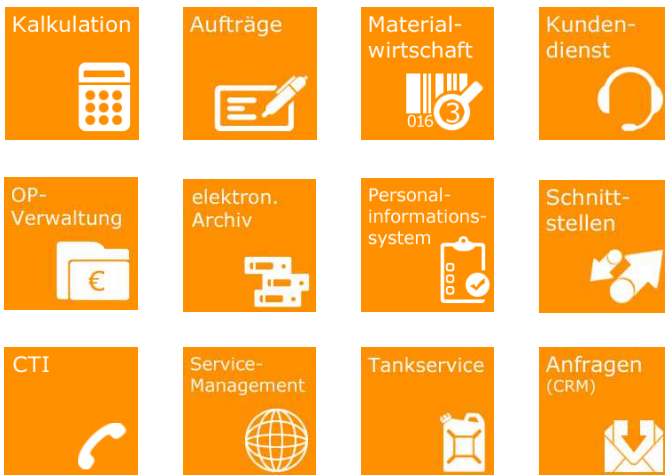 Kalkulation
Aufträge
Material-
wirtschaft
016 3
Kunden-
dienst
OP-
Verwaltung
€
elektron.
Archiv
Personal-
informations-
system
Schnitt-
stellen
CTI
Service-
Management
Tankservice
Anfragen
(CRM)